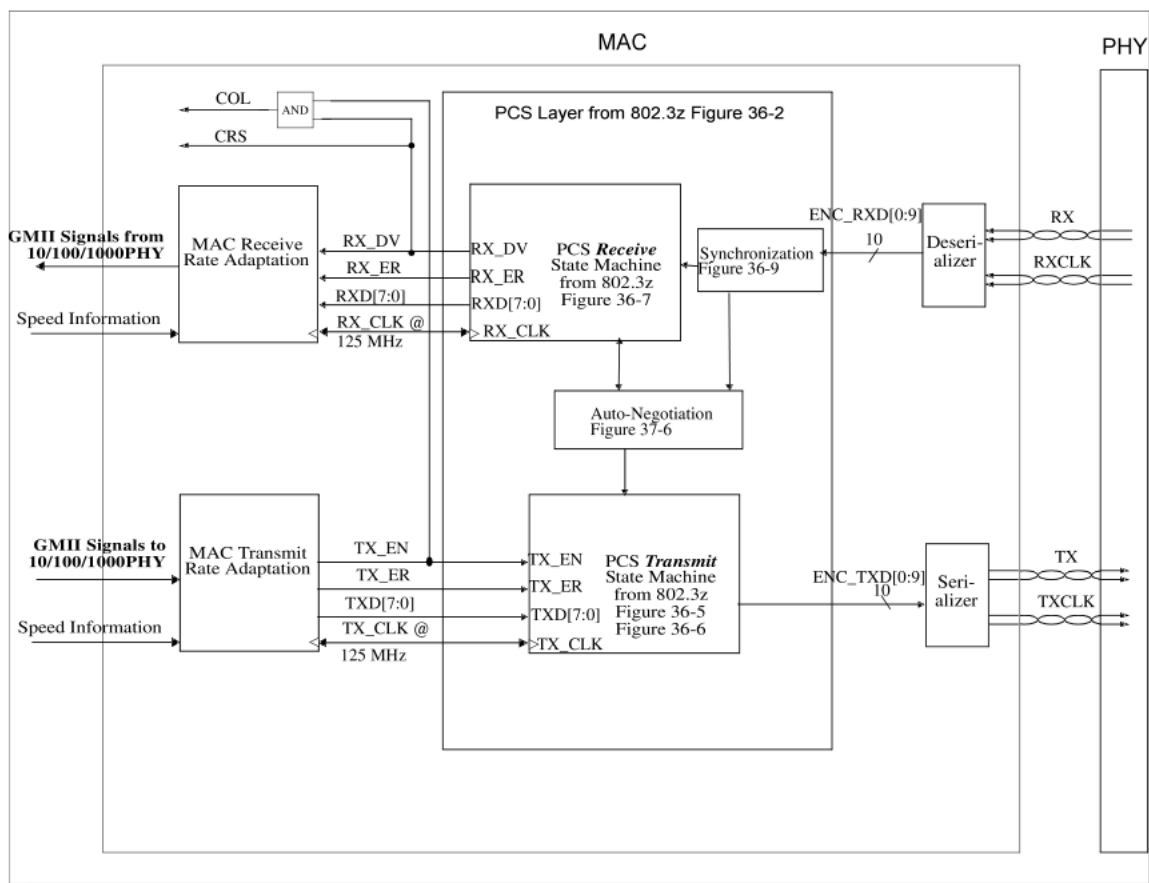 MAC
PHY
COL
AND
CRS
PCS Layer from 802.3z Figure 36-2
GMII Signals from
10/100/1000PHY
Speed Information
MAC Receive
Rate Adaptation
RX_DV
RX_ER
RXD[7:0]
RX_CLK @
125 MHz
RX_DV
RX_ER
RXD[7:0]
RX_CLK
PCS Receive
State Machine
from 802.3z
Figure 36-7
Synchronization
Figure 36-9
ENC_RXD[0:9]
10
Deseri-
alizer
RX
RXCLK
Auto-Negotiation
Figure 37-6
GMII Signals to
10/100/1000PHY
Speed Information
MAC Transmit
Rate Adaptation
TX_EN
TX_ER
TXD[7:0]
TX_CLK @
125 MHz
TX_EN
TX_ER
TXD[7:0]
TX_CLK
PCS Transmit
State Machine
from 802.3z
Figure 36-5
Figure 36-6
ENC_TXD[0:9]
10
Seri-
alizer
TX
TXCLK